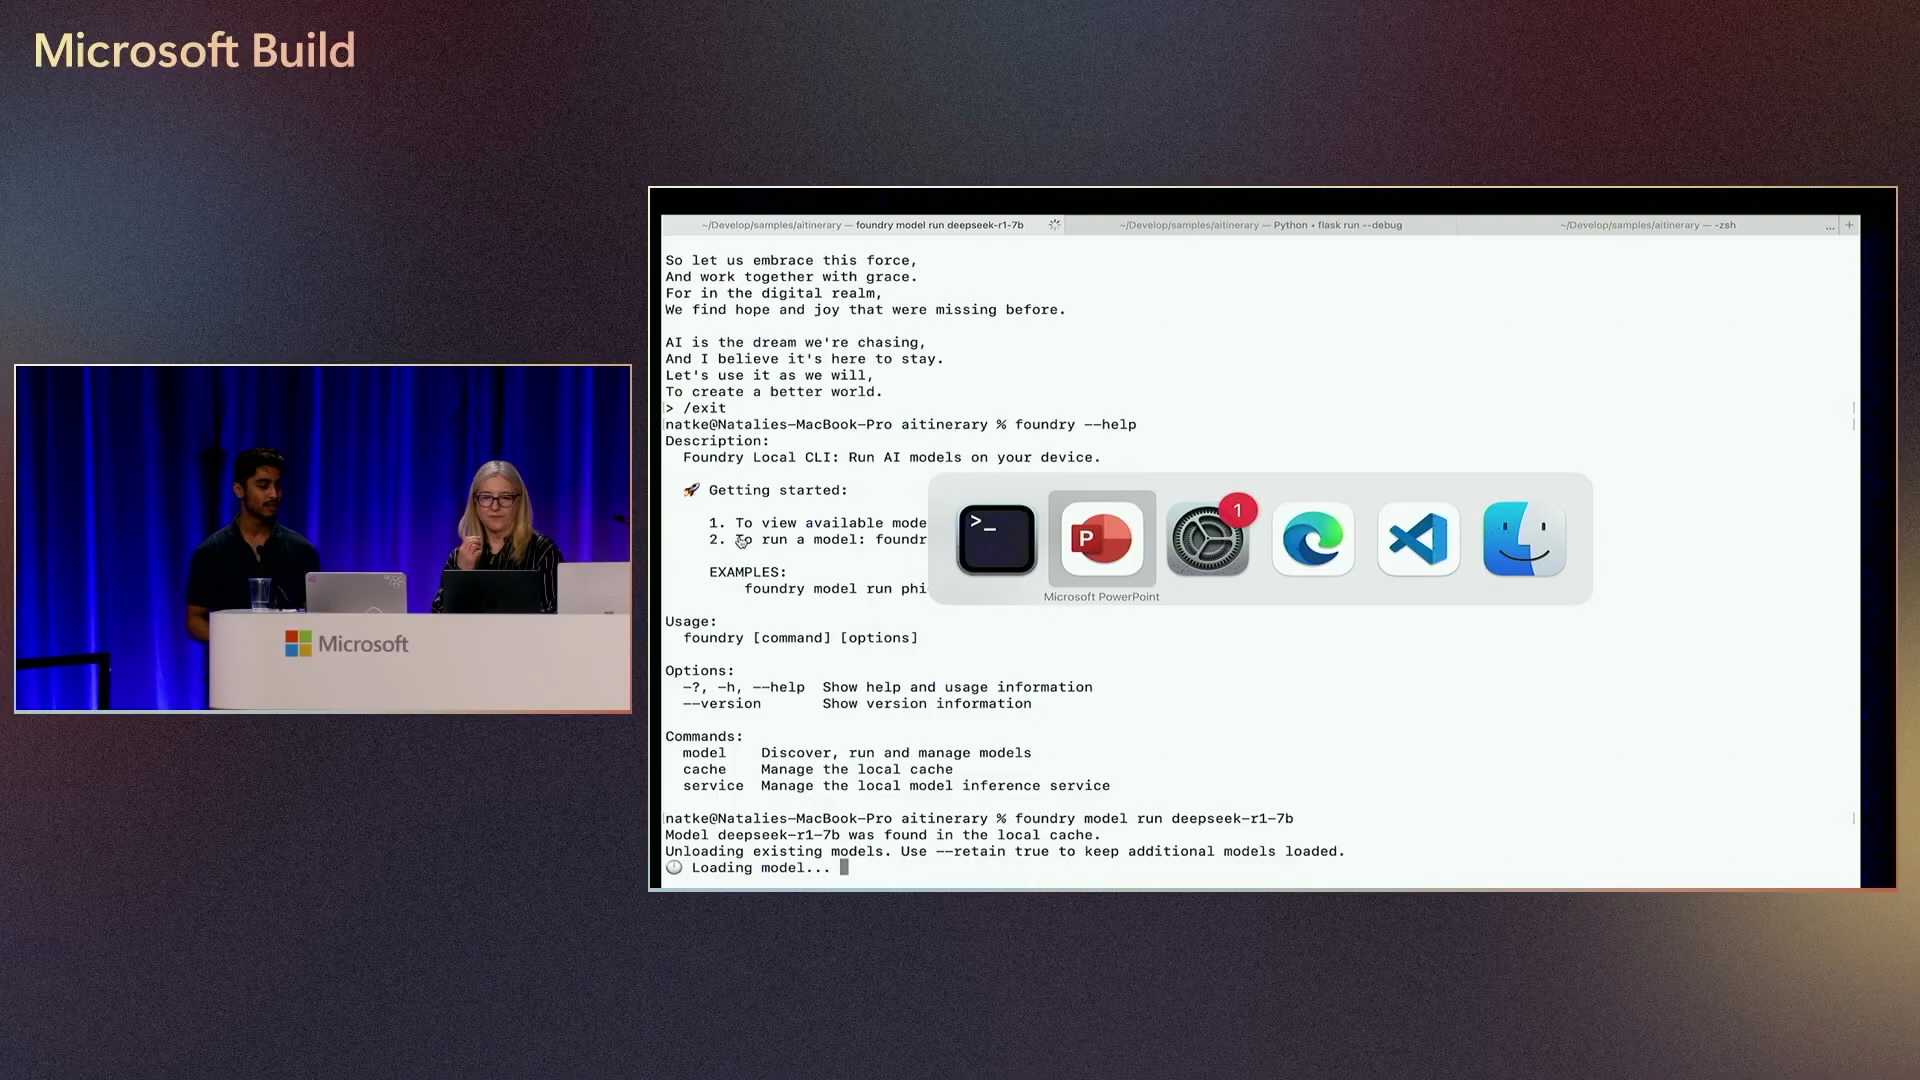 Microsoft Build
~/Develop/samples/aitinerary — foundry model run deepseek-r1-7b
~/Develop/samples/aitinerary — Python • flask run --debug
~/Develop/samples/aitinerary — -zsh
... +
So let us embrace this force,
And work together with grace.
For in the digital realm,
We find hope and joy that were missing before.
AI is the dream we're chasing,
And I believe it's here to stay.
Let's use it as we will,
To create a better world.
> /exit
natke@Natalies-MacBook-Pro aitinerary % foundry --help
Description:
Foundry Local CLI: Run AI models on your device.
🚀 Getting started:
1. To view available mode
2. To run a model: foundr
EXAMPLES:
foundry model run phi-
>_
P
1
Microsoft PowerPoint
Usage:
foundry [command] [options]
Options:
-?, -h, --help  Show help and usage information
--version       Show version information
Commands:
model    Discover, run and manage models
cache    Manage the local cache
service  Manage the local model inference service
natke@Natalies-MacBook-Pro aitinerary % foundry model run deepseek-r1-7b
Model deepseek-r1-7b was found in the local cache.
Unloading existing models. Use --retain true to keep additional models loaded.
🕛 Loading model...
Microsoft